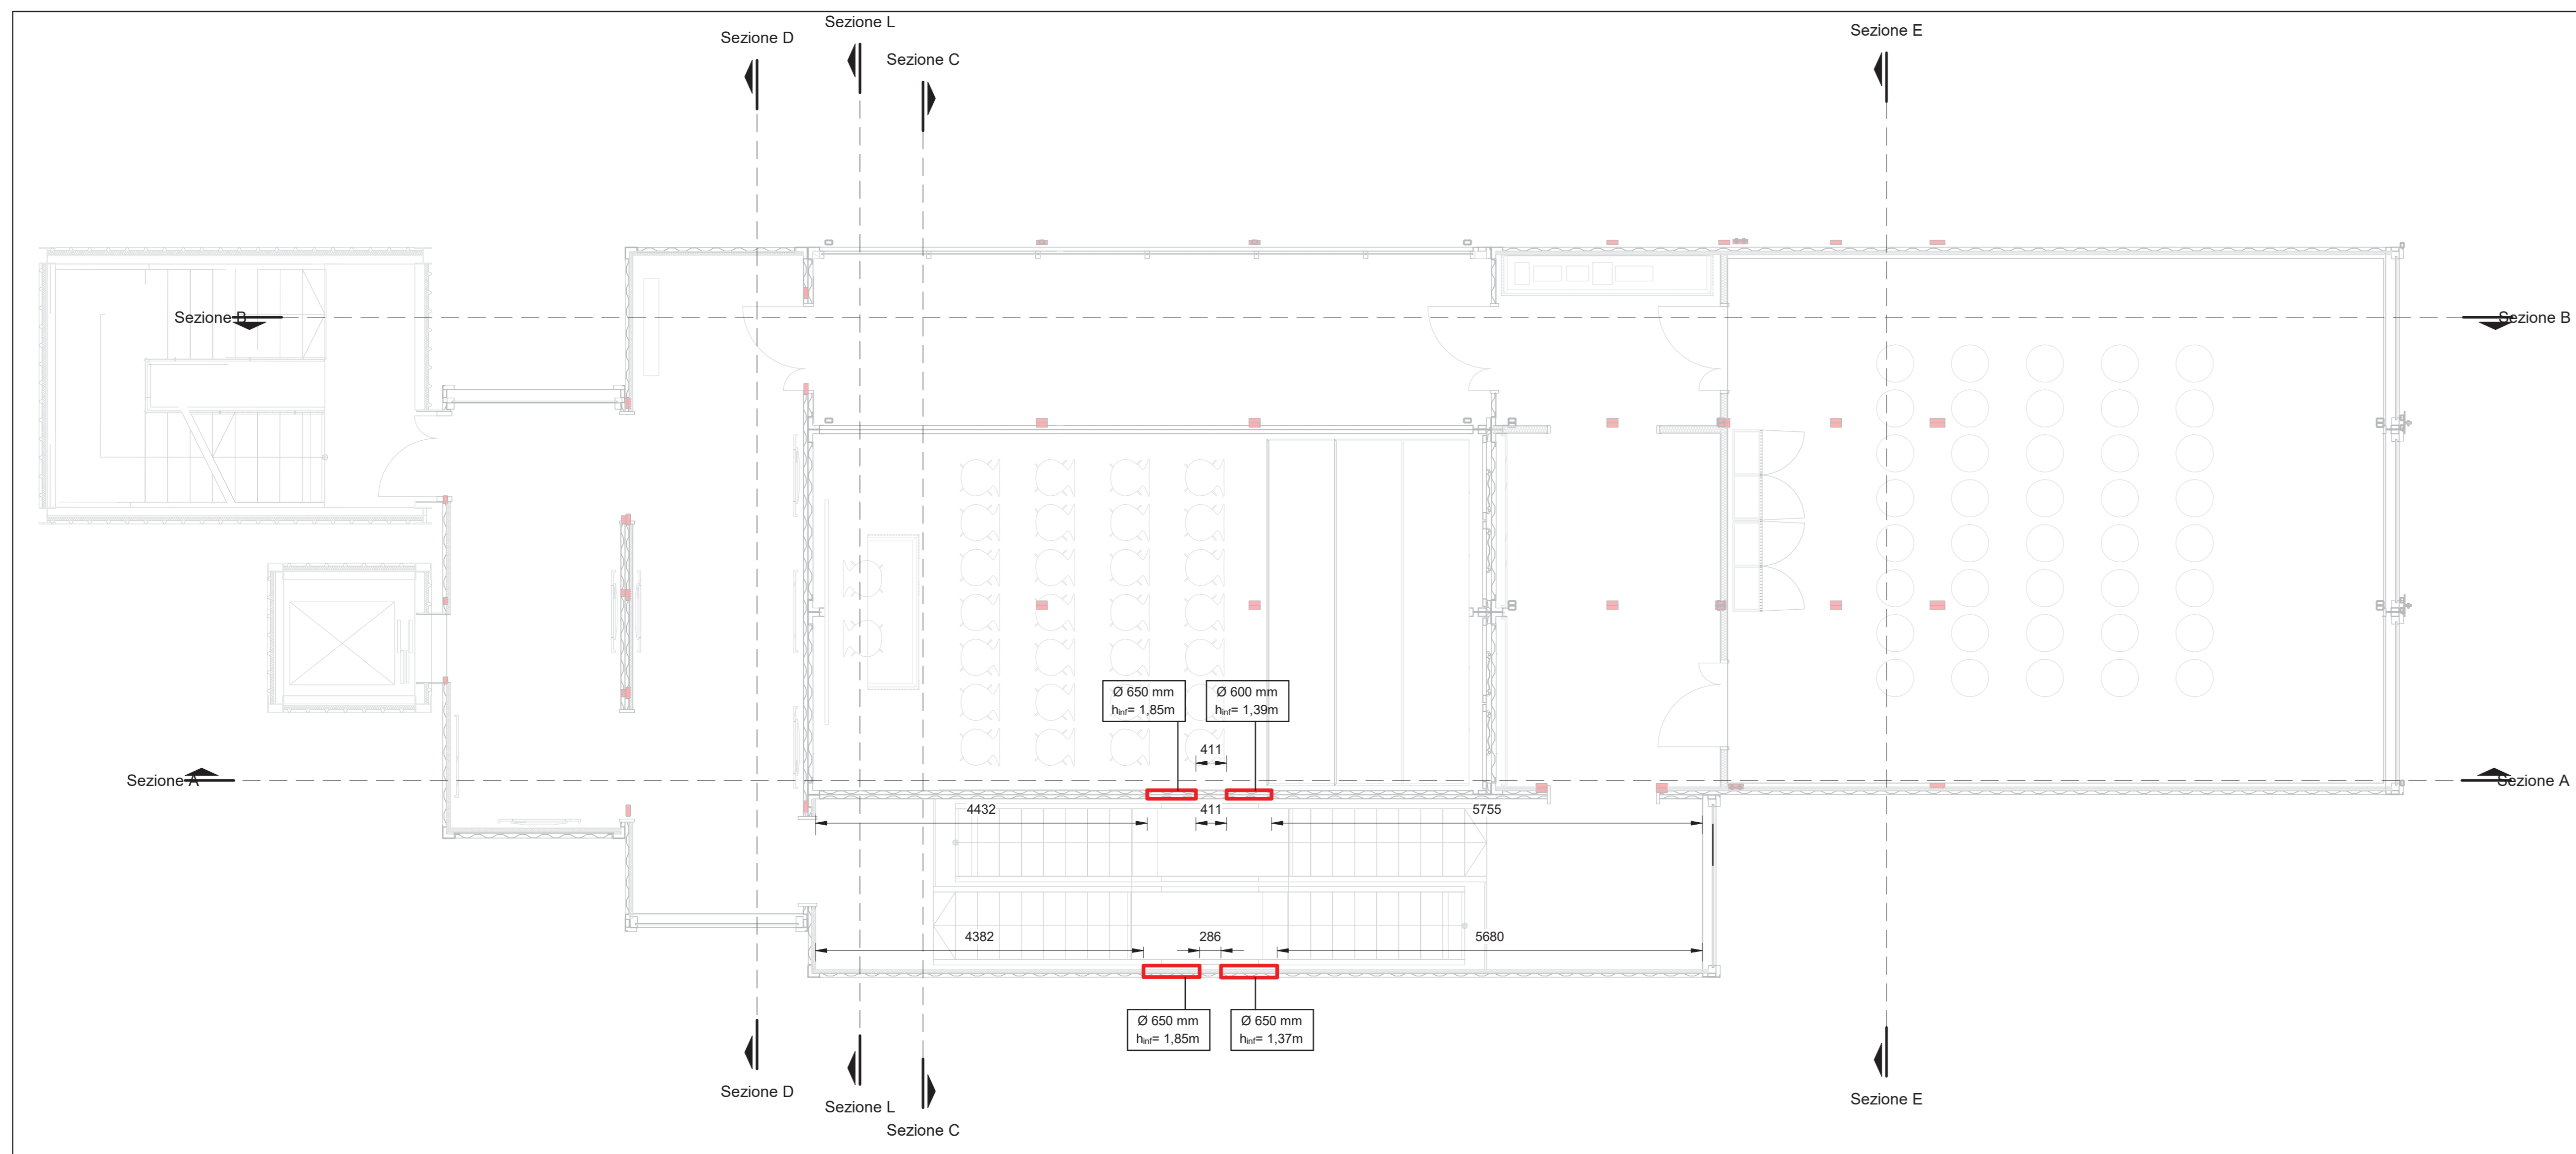 Sezione L
Sezione E
Sezione D
Sezione C
Sezione B
Sezione B
Ø 650 mm
hinf= 1,85m
Ø 600 mm
hinf= 1,39m
411
Sezione A
Sezione A
4432
411
5755
4382
286
5680
Ø 650 mm
hinf= 1,85m
Ø 650 mm
hinf= 1,37m
Sezione D
Sezione E
Sezione L
Sezione C